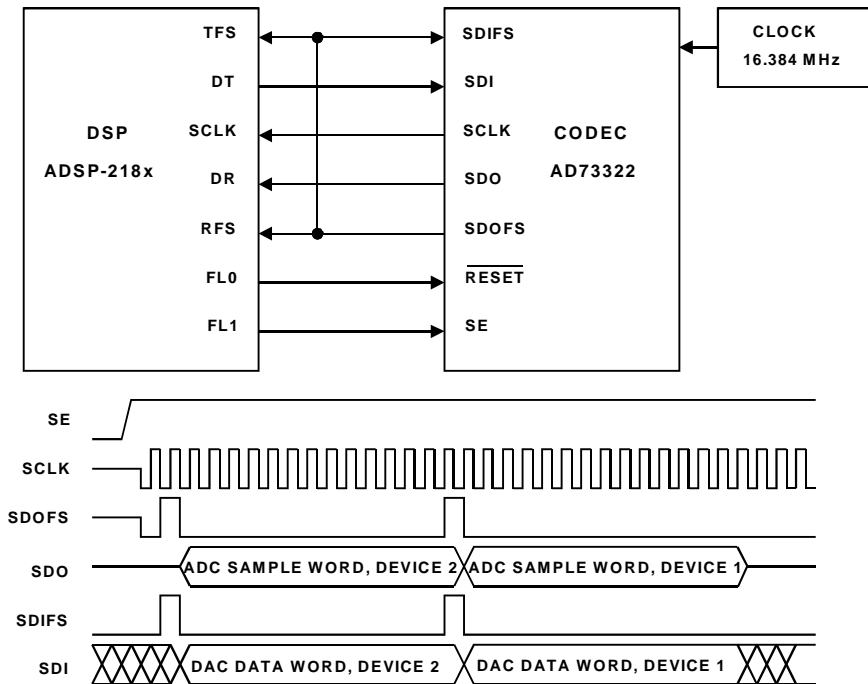 TFS
SDIFS
CLOCK
16.384 MHz
DT
SDI
DSP
ADSP-218x
SCLK
SCLK
CODEC
AD73322
DR
SDO
RFS
SDOFS
FL0
RESET
FL1
SE
SE
SCLK
SDOFS
SDO
ADC SAMPLE WORD, DEVICE 2
ADC SAMPLE WORD, DEVICE 1
SDIFS
SDI
DAC DATA WORD, DEVICE 2
DAC DATA WORD, DEVICE 1